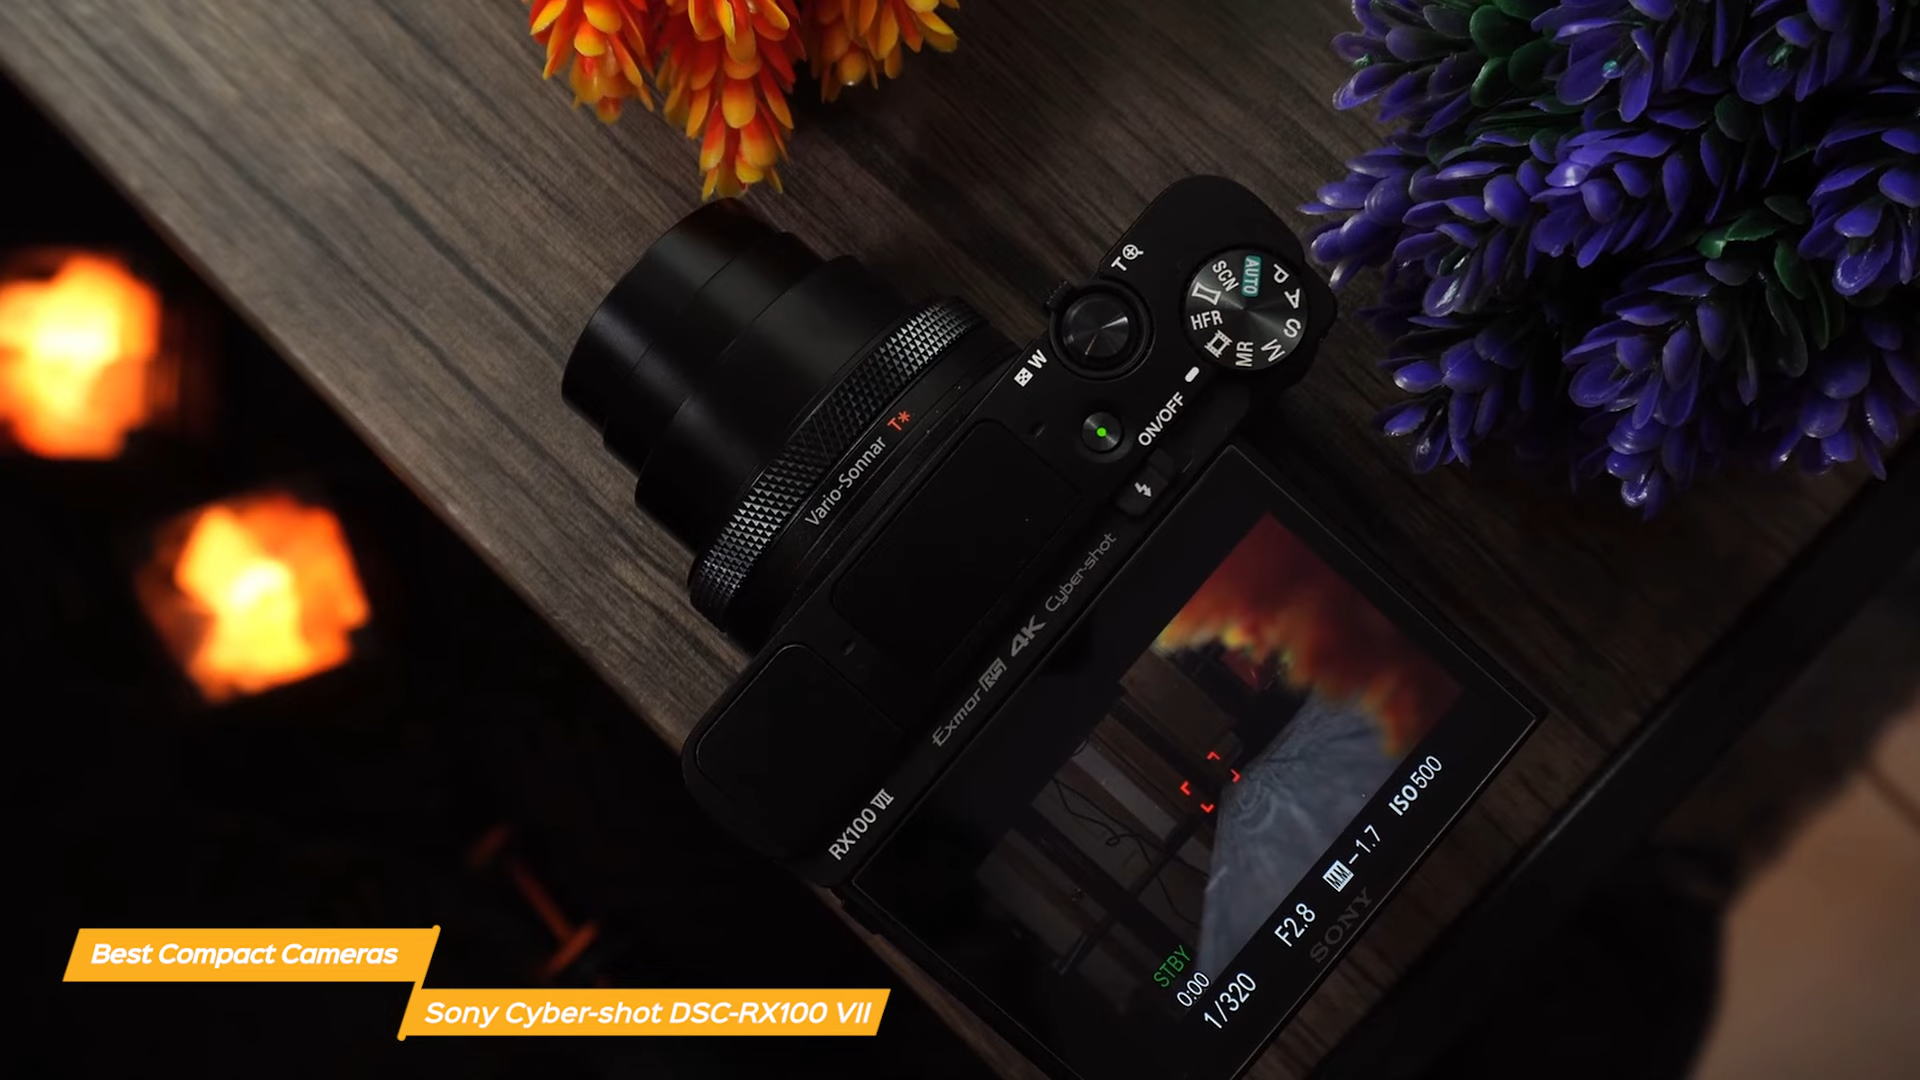 T
SCN
AUTO
P
A
S
M
MR
HFR
W
ON/OFF
Vario-Sonnar T*
Exmor RS 4K Cyber-shot
RX100 VII
STBY
0:00
1/320 F2.8 -1.7 ISO500
SONY
Best Compact Cameras
Sony Cyber-shot DSC-RX100 VII